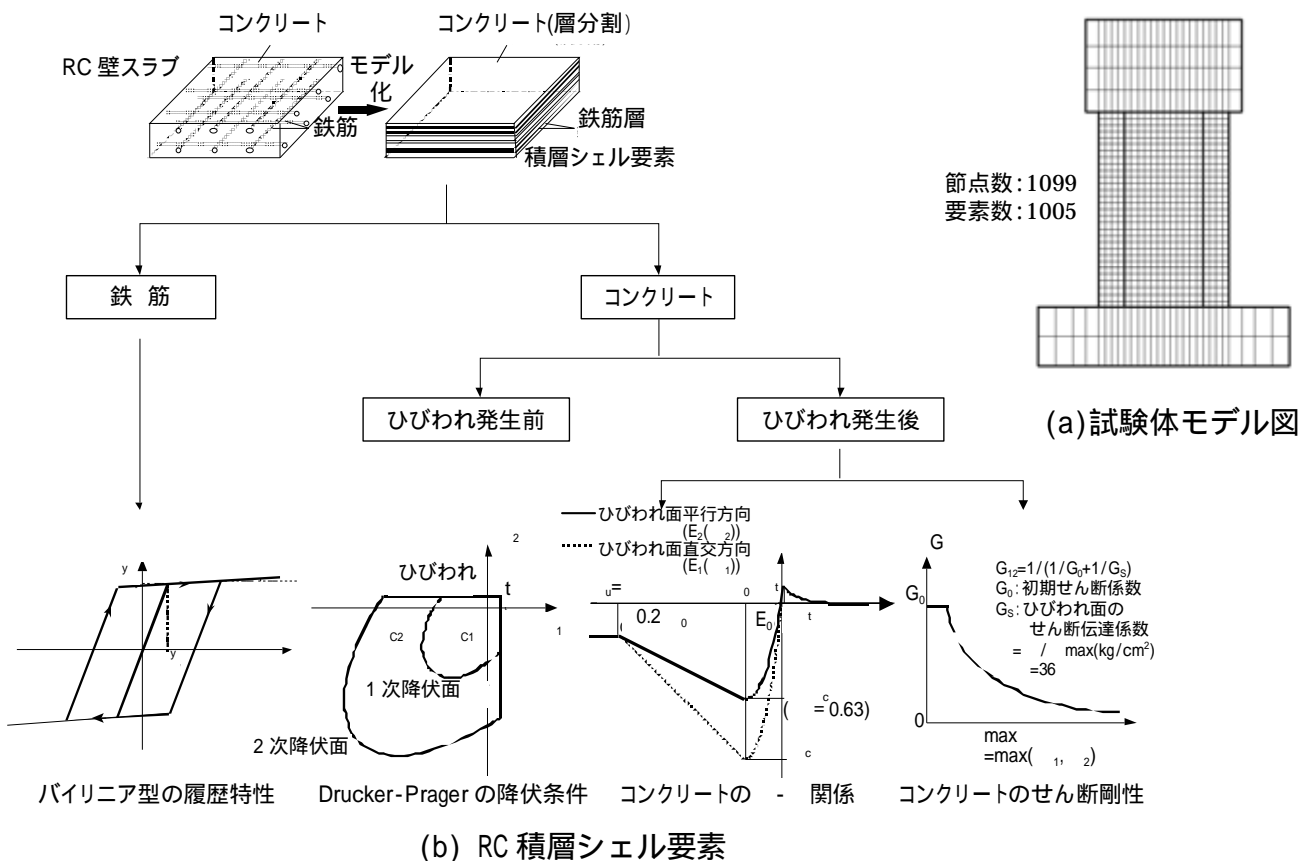 コンクリート
コンクリート(層分割)
RC 壁スラブ
モデル
化
鉄筋
鉄筋層
積層シェル要素
節点数:1099
要素数:1005
鉄 筋
コンクリート
ひびわれ発生前
ひびわれ発生後
(a)試験体モデル図
ひびわれ面平行方向
(E2( 2))
ひびわれ面直交方向
(E1( 1))
y
y
2
ひびわれ
t
1
C2
C1
1 次降伏面
2 次降伏面
u=
0
t
0.2 0
E0
t
c
( =0.63)
c
G
G0
0
G12=1/(1/G0+1/GS)
G0:初期せん断係数
GS:ひびわれ面の
せん断伝達係数
= / max(kg/cm2)
=36
max
=max( 1, 2)
バイリニア型の履歴特性
Drucker-Prager の降伏条件
コンクリートの - 関係
コンクリートのせん断剛性
(b) RC 積層シェル要素